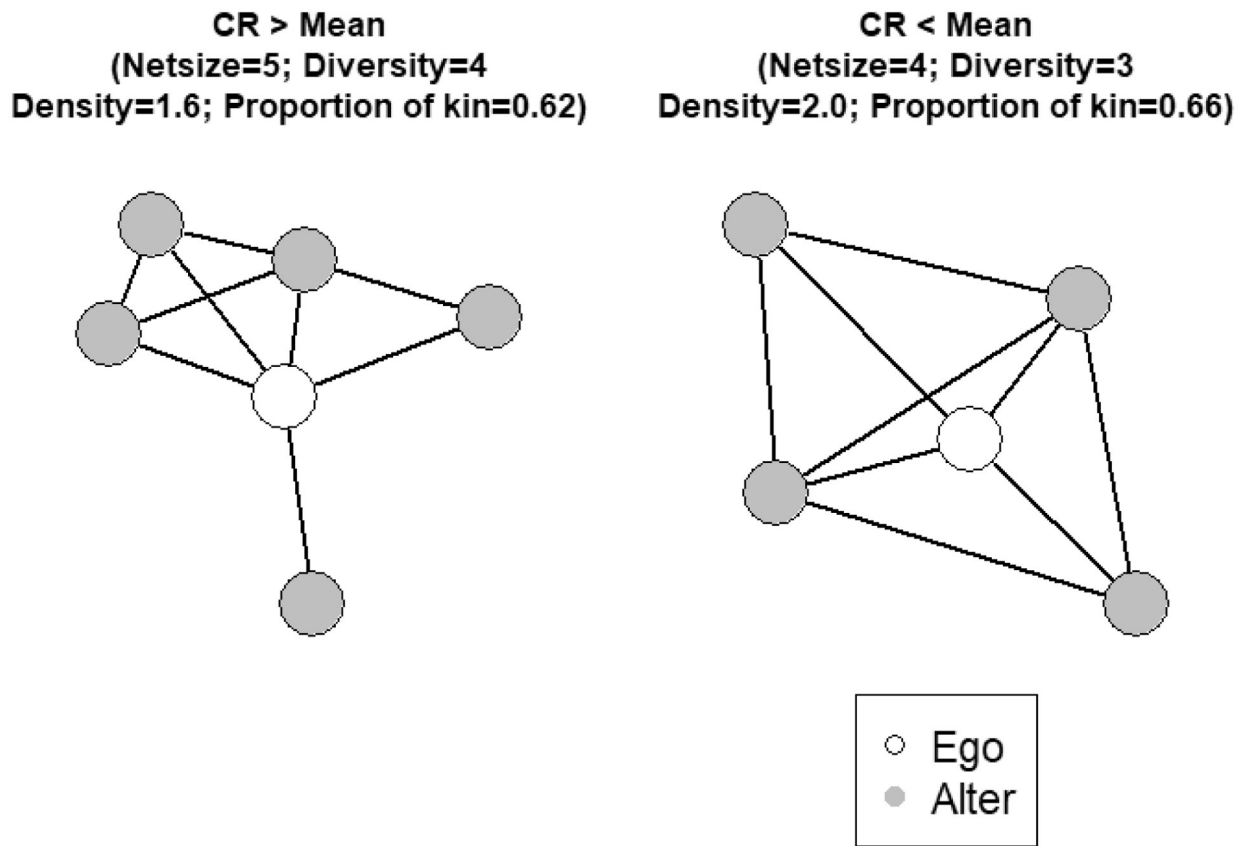 CR > Mean
(Netsize=5; Diversity=4
Density=1.6; Proportion of kin=0.62)
CR < Mean
(Netsize=4; Diversity=3
Density=2.0; Proportion of kin=0.66)
Ego
Alter